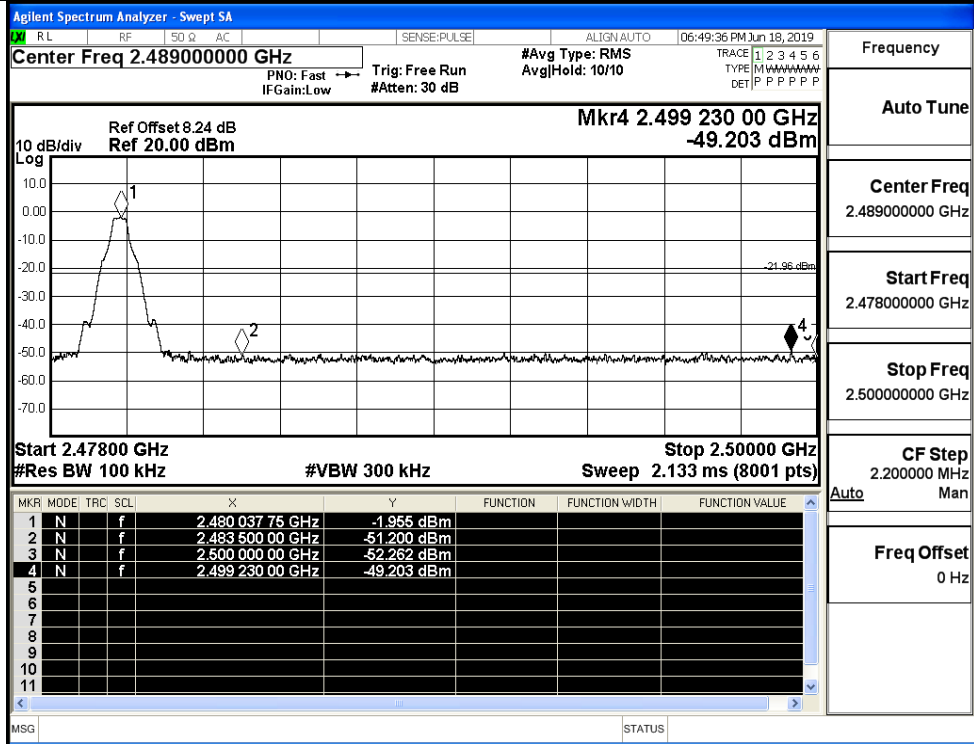 Agilent Spectrum Analyzer - Swept SA
LXI RL RF 50 Ω AC SENSE:PULSE ALIGN AUTO 06:49:36 PM Jun 18, 2019
Center Freq 2.489000000 GHz
PNO: Fast
IFGain:Low
Trig: Free Run
#Atten: 30 dB
#Avg Type: RMS
Avg|Hold: 10/10
TRACE 1 2 3 4 5 6
TYPE M WWWWW
DET P P P P P P
Mkr4 2.499 230 00 GHz
-49.203 dBm
Ref Offset 8.24 dB
10 dB/div Ref 20.00 dBm
Log
10.0
0.00
-10.0
-20.0
-30.0
-40.0
-50.0
-60.0
-70.0
1
2
4
-21.96 dBm
Start 2.47800 GHz Stop 2.50000 GHz
#Res BW 100 kHz #VBW 300 kHz Sweep 2.133 ms (8001 pts)
MKR MODE TRC SCL X Y FUNCTION FUNCTION WIDTH FUNCTION VALUE
1 N f 2.480 037 75 GHz -1.955 dBm
2 N f 2.483 500 00 GHz -51.200 dBm
3 N f 2.500 000 00 GHz -52.262 dBm
4 N f 2.499 230 00 GHz -49.203 dBm
5
6
7
8
9
10
11
MSG STATUS
Frequency
Auto Tune
Center Freq
2.489000000 GHz
Start Freq
2.478000000 GHz
Stop Freq
2.500000000 GHz
CF Step
2.200000 MHz
Auto Man
Freq Offset
0 Hz